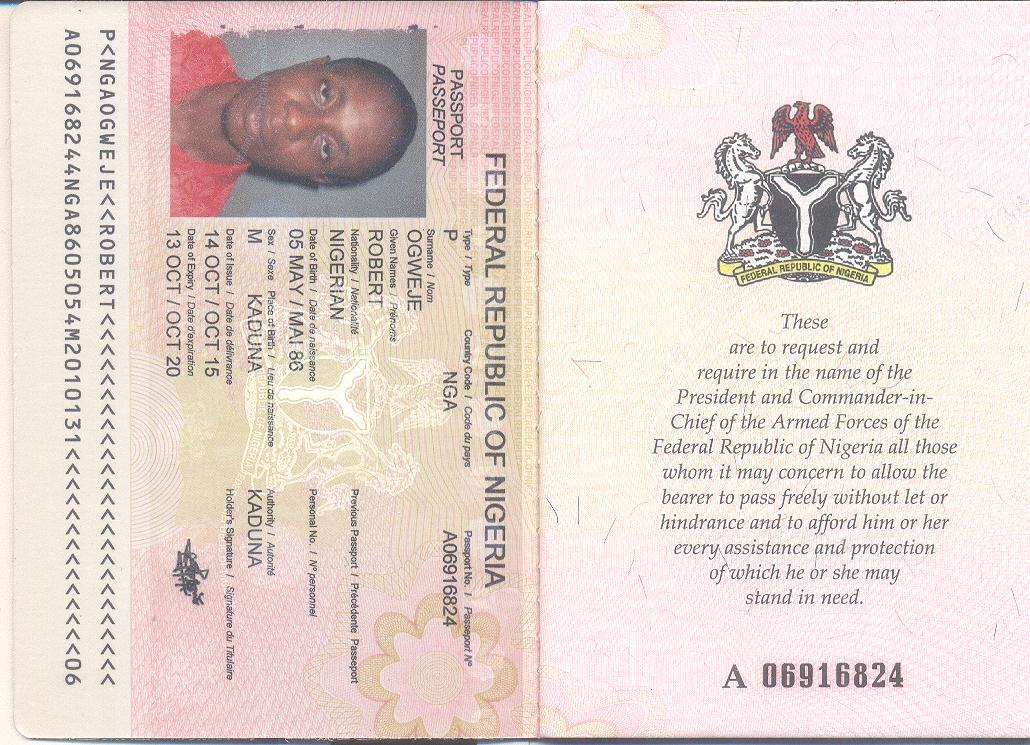 FEDERAL REPUBLIC OF NIGERIA
PASSPORT
PASSEPORT
Type / Type Country Code / Code du pays Passport No. / Passeport N°
P NGA A06916824
Surname / Nom
OGWEJE
Given Names / Prénoms
ROBERT
Nationality / Nationalité Previous Passport / Précédente Passeport
NIGERIAN
Date of Birth / Date de naissance Personal No. / N° personnel
05 MAY / MAI 86
Sex / Sexe Place of Birth / Lieu de naissance Authority / Autorité
M KADUNA KADUNA
Date of Issue / Date de délivrance Holder's Signature / Signature du Titulaire
14 OCT / OCT 15
Date of Expiry / Date d'expiration
13 OCT / OCT 20
P<NGAOGWEJE<<ROBERT<<<<<<<<<<<<<<<<<<<<<<<<<
A069168244NGA8605054M2010131<<<<<<<<<<<<<<06
FEDERAL REPUBLIC OF NIGERIA
These
are to request and
require in the name of the
President and Commander-in-
Chief of the Armed Forces of the
Federal Republic of Nigeria all those
whom it may concern to allow the
bearer to pass freely without let or
hindrance and to afford him or her
every assistance and protection
of which he or she may
stand in need.
A 06916824